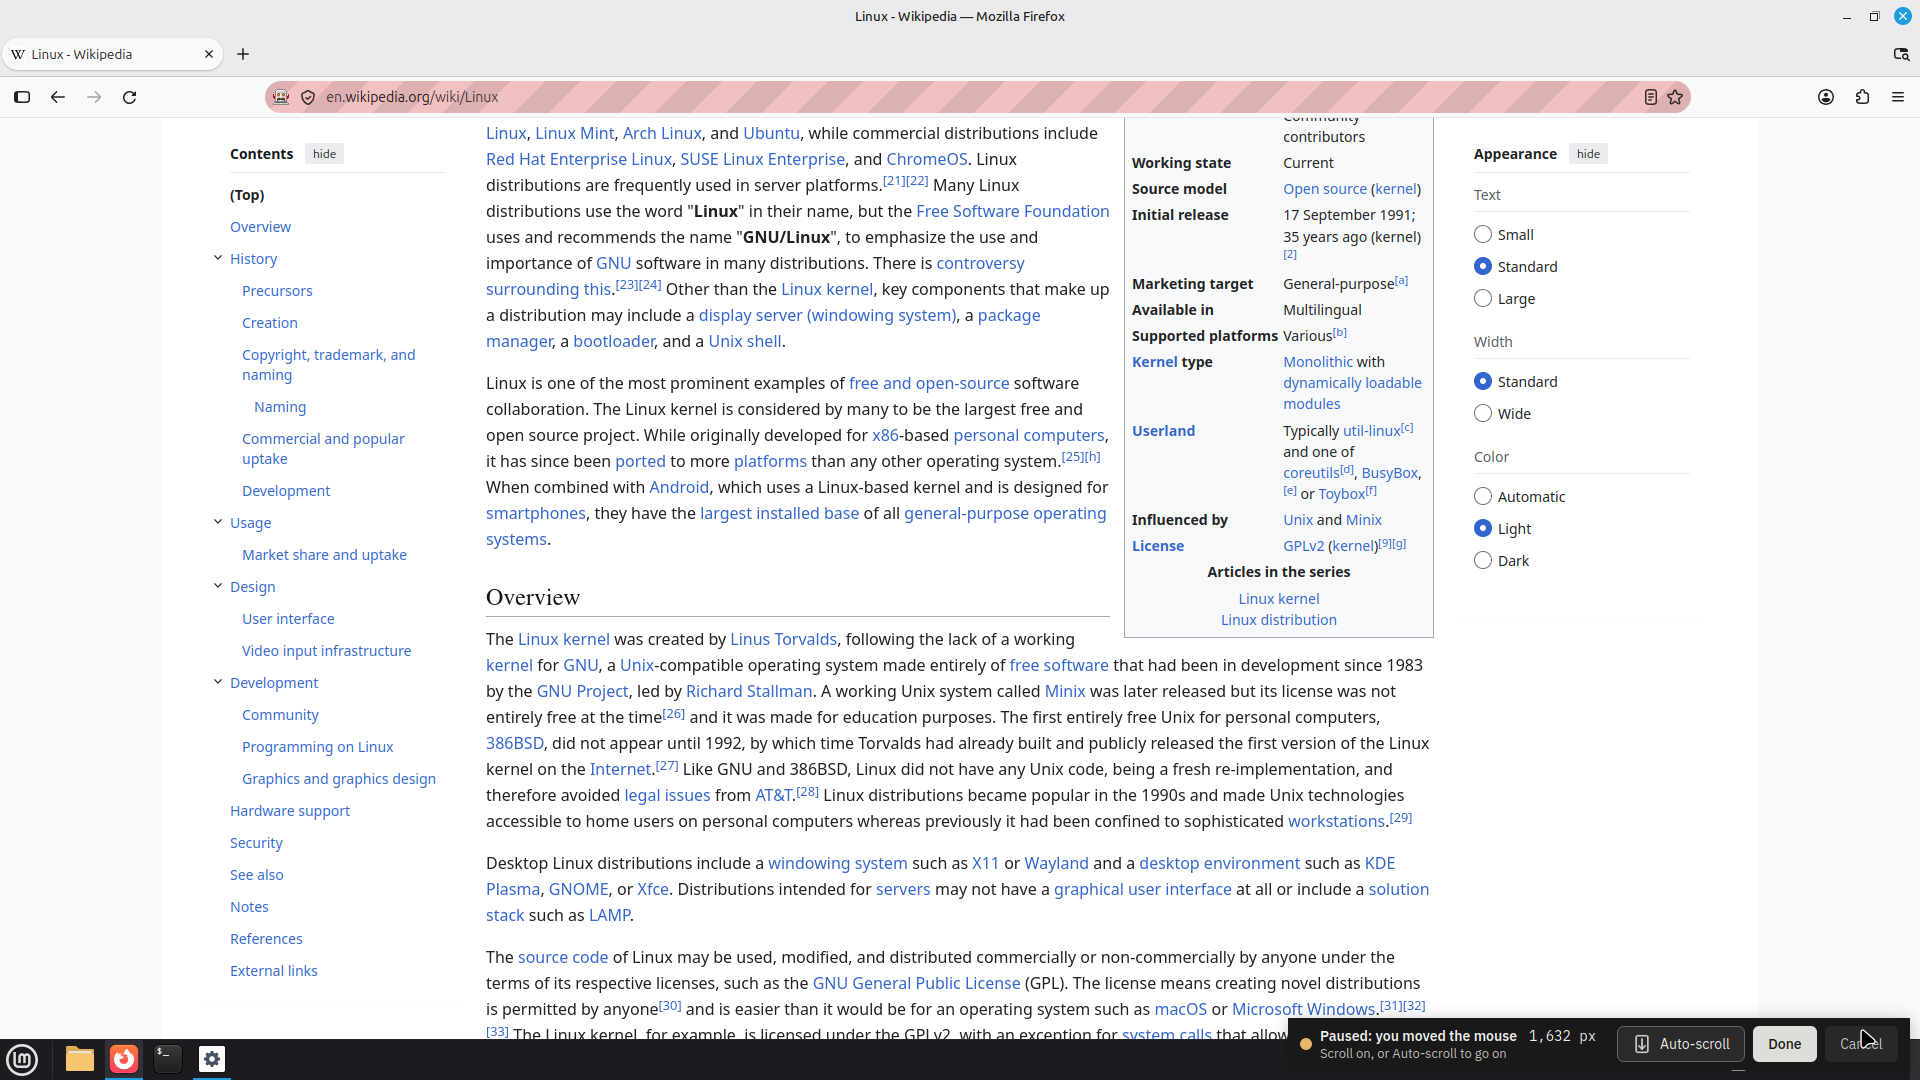 Linux - Wikipedia — Mozilla Firefox
Linux - Wikipedia
en.wikipedia.org/wiki/Linux
Contents hide
(Top)
Overview
History
Precursors
Creation
Copyright, trademark, and
naming
Naming
Commercial and popular
uptake
Development
Usage
Market share and uptake
Design
User interface
Video input infrastructure
Development
Community
Programming on Linux
Graphics and graphics design
Hardware support
Security
See also
Notes
References
External links
Linux, Linux Mint, Arch Linux, and Ubuntu, while commercial distributions include
Red Hat Enterprise Linux, SUSE Linux Enterprise, and ChromeOS. Linux
distributions are frequently used in server platforms.[21][22] Many Linux
distributions use the word "Linux" in their name, but the Free Software Foundation
uses and recommends the name "GNU/Linux", to emphasize the use and
importance of GNU software in many distributions. There is controversy
surrounding this.[23][24] Other than the Linux kernel, key components that make up
a distribution may include a display server (windowing system), a package
manager, a bootloader, and a Unix shell.
Linux is one of the most prominent examples of free and open-source software
collaboration. The Linux kernel is considered by many to be the largest free and
open source project. While originally developed for x86-based personal computers,
it has since been ported to more platforms than any other operating system.[25][h]
When combined with Android, which uses a Linux-based kernel and is designed for
smartphones, they have the largest installed base of all general-purpose operating
systems.
Community
contributors
Working state Current
Source model Open source (kernel)
Initial release 17 September 1991;
35 years ago (kernel)
[2]
Marketing target General-purpose[a]
Available in Multilingual
Supported platforms Various[b]
Kernel type Monolithic with
dynamically loadable
modules
Userland Typically util-linux[c]
and one of
coreutils[d], BusyBox,
[e] or Toybox[f]
Influenced by Unix and Minix
License GPLv2 (kernel)[9][g]
Articles in the series
Linux kernel
Linux distribution
Overview
The Linux kernel was created by Linus Torvalds, following the lack of a working
kernel for GNU, a Unix-compatible operating system made entirely of free software that had been in development since 1983
by the GNU Project, led by Richard Stallman. A working Unix system called Minix was later released but its license was not
entirely free at the time[26] and it was made for education purposes. The first entirely free Unix for personal computers,
386BSD, did not appear until 1992, by which time Torvalds had already built and publicly released the first version of the Linux
kernel on the Internet.[27] Like GNU and 386BSD, Linux did not have any Unix code, being a fresh re-implementation, and
therefore avoided legal issues from AT&T.[28] Linux distributions became popular in the 1990s and made Unix technologies
accessible to home users on personal computers whereas previously it had been confined to sophisticated workstations.[29]
Desktop Linux distributions include a windowing system such as X11 or Wayland and a desktop environment such as KDE
Plasma, GNOME, or Xfce. Distributions intended for servers may not have a graphical user interface at all or include a solution
stack such as LAMP.
The source code of Linux may be used, modified, and distributed commercially or non-commercially by anyone under the
terms of its respective licenses, such as the GNU General Public License (GPL). The license means creating novel distributions
is permitted by anyone[30] and is easier than it would be for an operating system such as macOS or Microsoft Windows.[31][32]
[33] The Linux kernel, for example, is licensed under the GPLv2, with an exception for system calls that allow
Appearance hide
Text
Small
Standard
Large
Width
Standard
Wide
Color
Automatic
Light
Dark
Paused: you moved the mouse 1,632 px
Scroll on, or Auto-scroll to go on
Auto-scroll
Done
Cancel